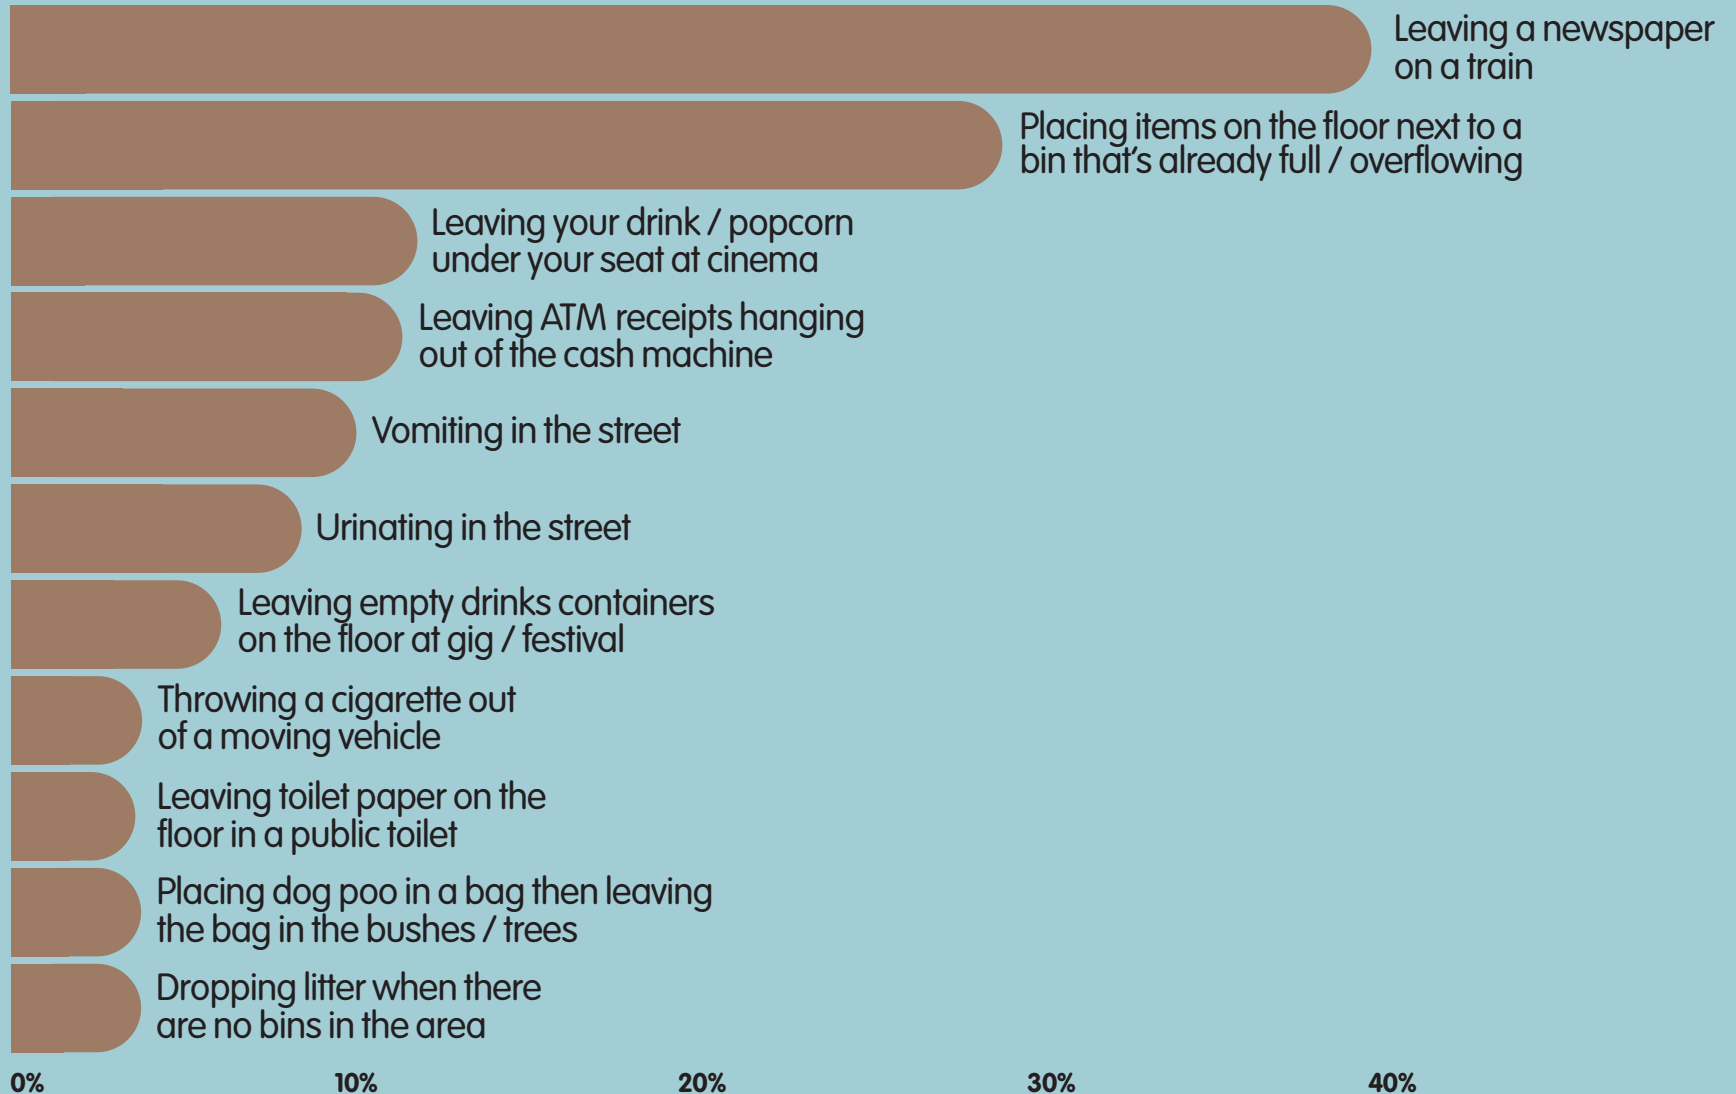 Leaving a newspaper
on a train
Placing items on the floor next to a
bin that's already full / overflowing
Leaving your drink / popcorn
under your seat at cinema
Leaving ATM receipts hanging
out of the cash machine
Vomiting in the street
Urinating in the street
Leaving empty drinks containers
on the floor at gig / festival
Throwing a cigarette out
of a moving vehicle
Leaving toilet paper on the
floor in a public toilet
Placing dog poo in a bag then leaving
the bag in the bushes / trees
Dropping litter when there
are no bins in the area
0% 10% 20% 30% 40%